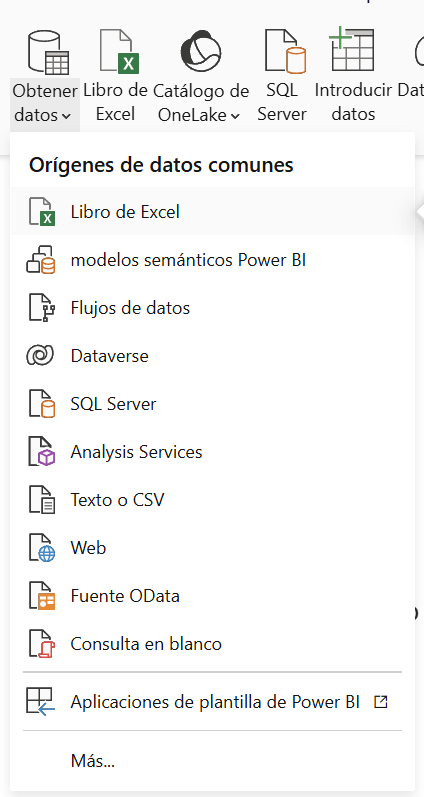 Obtener datos
Libro de Excel
Catálogo de OneLake
SQL Server
Introducir datos
Dat
Orígenes de datos comunes
Libro de Excel
modelos semánticos Power BI
Flujos de datos
Dataverse
SQL Server
Analysis Services
Texto o CSV
Web
Fuente OData
Consulta en blanco
Aplicaciones de plantilla de Power BI
Más...